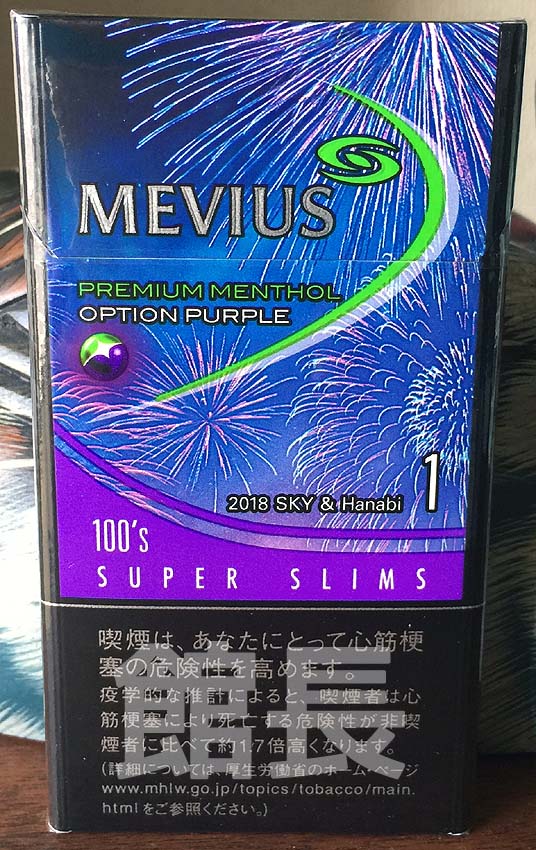 MEVIUS
PREMIUM MENTHOL
OPTION PURPLE
2018 SKY & Hanabi 1
100's
SUPER SLIMS
喫煙は、あなたにとって心筋梗
塞の危険性を高めます。
疫学的な推計によると、喫煙者は心
筋梗塞により死亡する危険性が非喫
煙者に比べて約1.7倍高くなります。
(詳細については、厚生労働省のホーム・ページ
www.mhlw.go.jp/topics/tobacco/main.
htmlをご参照ください。)
館長